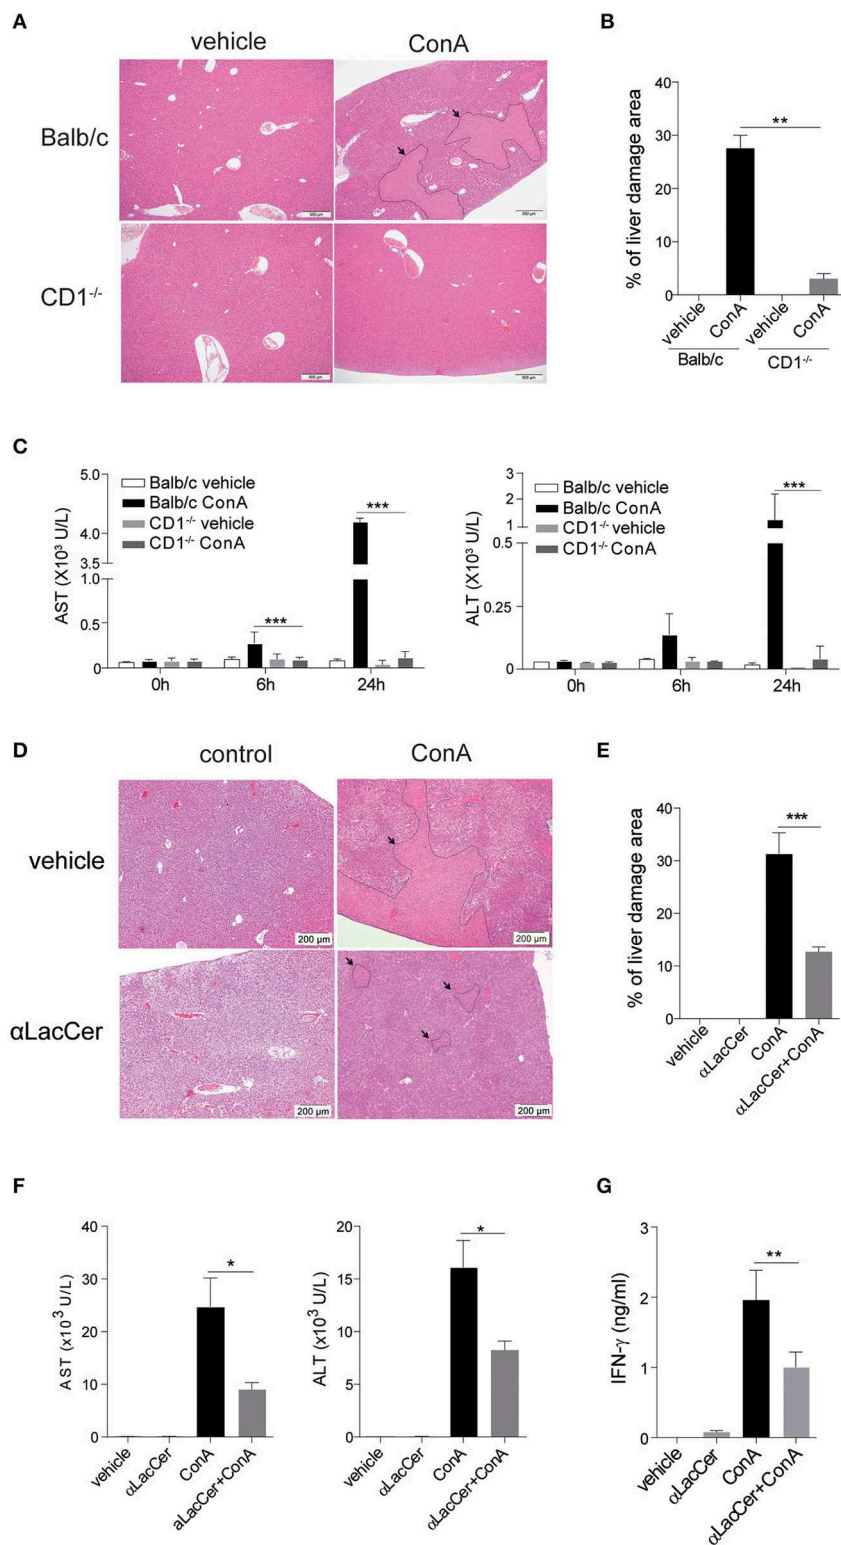 A
vehicle
ConA
Balb/c
CD1-/-
500 µm
500 µm
500 µm
500 µm
B
% of liver damage area
40
30
20
10
0
**
vehicle
ConA
vehicle
ConA
Balb/c
CD1-/-
C
AST (X10³ U/L)
5.0
4.0
3.5
1.0
0.5
0
Balb/c vehicle
Balb/c ConA
CD1-/- vehicle
CD1-/- ConA
***
***
0h
6h
24h
ALT (X10³ U/L)
3
2
1
0.5
0.25
0
Balb/c vehicle
Balb/c ConA
CD1-/- vehicle
CD1-/- ConA
***
0h
6h
24h
D
control
ConA
vehicle
αLacCer
200 µm
200 µm
200 µm
200 µm
E
% of liver damage area
40
30
20
10
0
***
vehicle
αLacCer
ConA
αLacCer+ConA
F
AST (x10³ U/L)
40
30
20
10
0
*
vehicle
αLacCer
ConA
aLacCer+ConA
ALT (x10³ U/L)
20
15
10
5
0
*
vehicle
αLacCer
ConA
αLacCer+ConA
G
IFN-γ (ng/ml)
3
2
1
0
**
vehicle
αLacCer
ConA
αLacCer+ConA